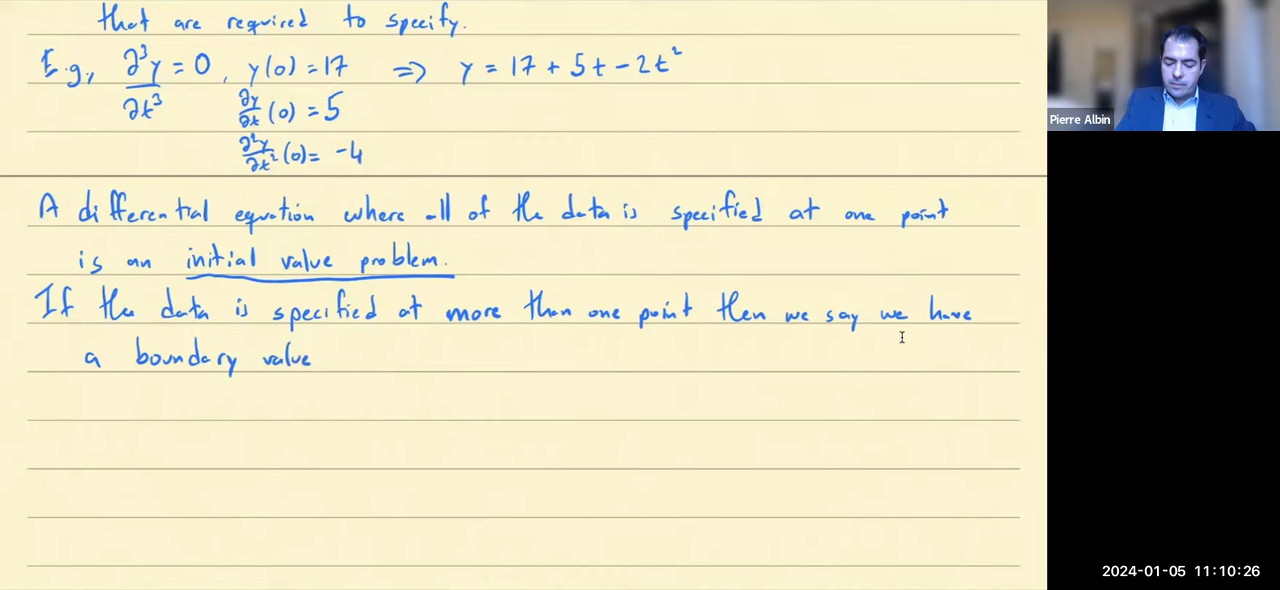 that are required to specify.
E.g., ∂³y/∂t³ = 0, y(0) = 17 ⇒ y = 17 + 5t - 2t²
∂y/∂t (0) = 5
∂²y/∂t² (0) = -4
A differential equation where all of the data is specified at one point
is an initial value problem.
If the data is specified at more than one point then we say we have
a boundary value
Pierre Albin
2024-01-05 11:10:26